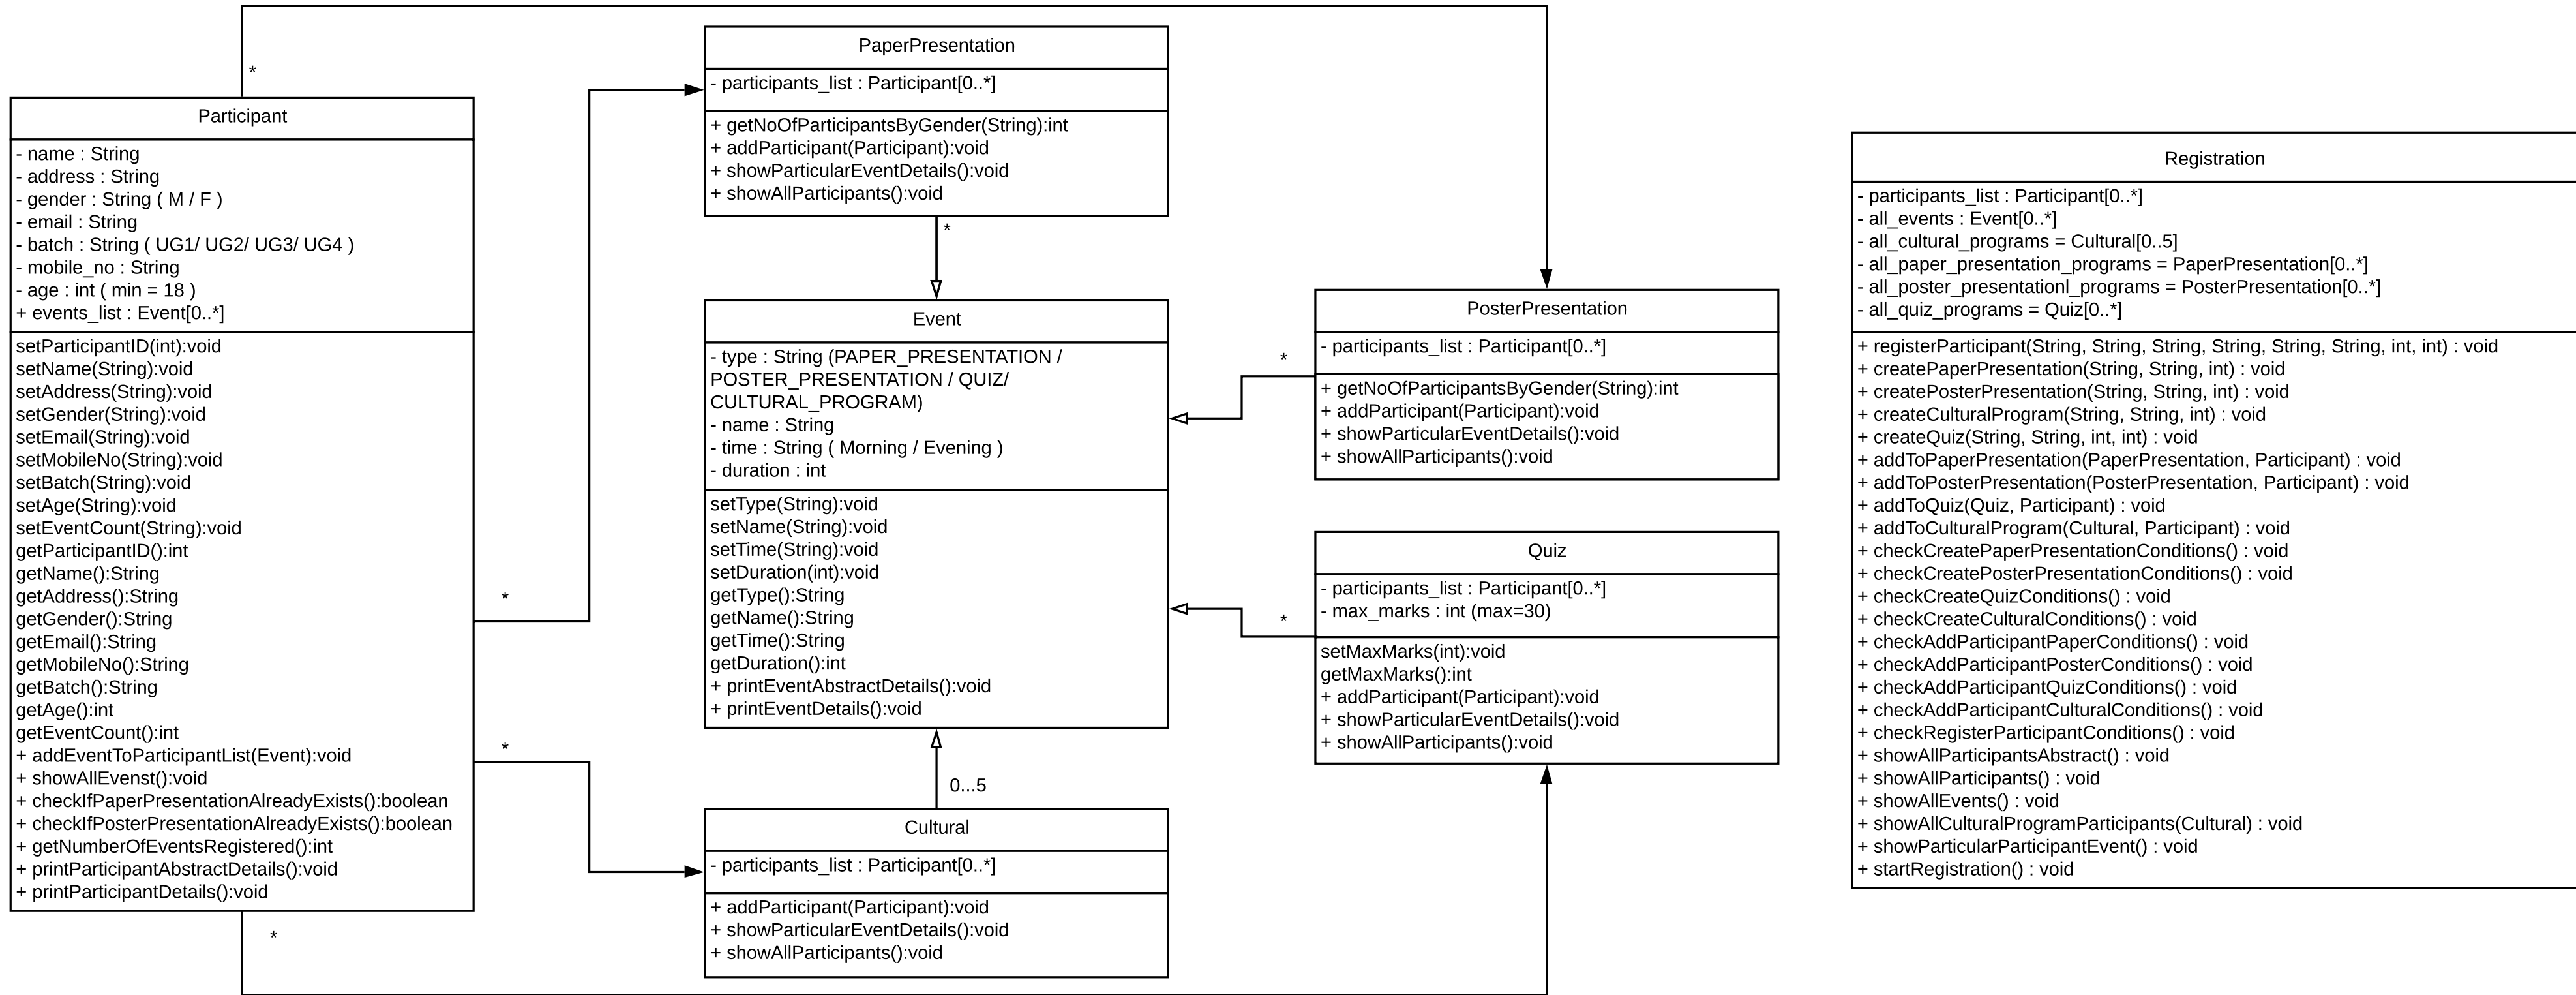 *
Participant
- name : String
- address : String
- gender : String ( M / F )
- email : String
- batch : String ( UG1/ UG2/ UG3/ UG4 )
- mobile_no : String
- age : int ( min = 18 )
+ events_list : Event[0..*]
setParticipantID(int):void
setName(String):void
setAddress(String):void
setGender(String):void
setEmail(String):void
setMobileNo(String):void
setBatch(String):void
setAge(String):void
setEventCount(String):void
getParticipantID():int
getName():String
getAddress():String
getGender():String
getEmail():String
getMobileNo():String
getBatch():String
getAge():int
getEventCount():int
+ addEventToParticipantList(Event):void
+ showAllEvenst():void
+ checkIfPaperPresentationAlreadyExists():boolean
+ checkIfPosterPresentationAlreadyExists():boolean
+ getNumberOfEventsRegistered():int
+ printParticipantAbstractDetails():void
+ printParticipantDetails():void
*
*
*
PaperPresentation
- participants_list : Participant[0..*]
+ getNoOfParticipantsByGender(String):int
+ addParticipant(Participant):void
+ showParticularEventDetails():void
+ showAllParticipants():void
*
Event
- type : String (PAPER_PRESENTATION /
POSTER_PRESENTATION / QUIZ/
CULTURAL_PROGRAM)
- name : String
- time : String ( Morning / Evening )
- duration : int
setType(String):void
setName(String):void
setTime(String):void
setDuration(int):void
getType():String
getName():String
getTime():String
getDuration():int
+ printEventAbstractDetails():void
+ printEventDetails():void
0...5
Cultural
- participants_list : Participant[0..*]
+ addParticipant(Participant):void
+ showParticularEventDetails():void
+ showAllParticipants():void
*
PosterPresentation
- participants_list : Participant[0..*]
+ getNoOfParticipantsByGender(String):int
+ addParticipant(Participant):void
+ showParticularEventDetails():void
+ showAllParticipants():void
*
Quiz
- participants_list : Participant[0..*]
- max_marks : int (max=30)
setMaxMarks(int):void
getMaxMarks():int
+ addParticipant(Participant):void
+ showParticularEventDetails():void
+ showAllParticipants():void
Registration
- participants_list : Participant[0..*]
- all_events : Event[0..*]
- all_cultural_programs = Cultural[0..5]
- all_paper_presentation_programs = PaperPresentation[0..*]
- all_poster_presentationl_programs = PosterPresentation[0..*]
- all_quiz_programs = Quiz[0..*]
+ registerParticipant(String, String, String, String, String, String, int, int) : void
+ createPaperPresentation(String, String, int) : void
+ createPosterPresentation(String, String, int) : void
+ createCulturalProgram(String, String, int) : void
+ createQuiz(String, String, int, int) : void
+ addToPaperPresentation(PaperPresentation, Participant) : void
+ addToPosterPresentation(PosterPresentation, Participant) : void
+ addToQuiz(Quiz, Participant) : void
+ addToCulturalProgram(Cultural, Participant) : void
+ checkCreatePaperPresentationConditions() : void
+ checkCreatePosterPresentationConditions() : void
+ checkCreateQuizConditions() : void
+ checkCreateCulturalConditions() : void
+ checkAddParticipantPaperConditions() : void
+ checkAddParticipantPosterConditions() : void
+ checkAddParticipantQuizConditions() : void
+ checkAddParticipantCulturalConditions() : void
+ checkRegisterParticipantConditions() : void
+ showAllParticipantsAbstract() : void
+ showAllParticipants() : void
+ showAllEvents() : void
+ showAllCulturalProgramParticipants(Cultural) : void
+ showParticularParticipantEvent() : void
+ startRegistration() : void